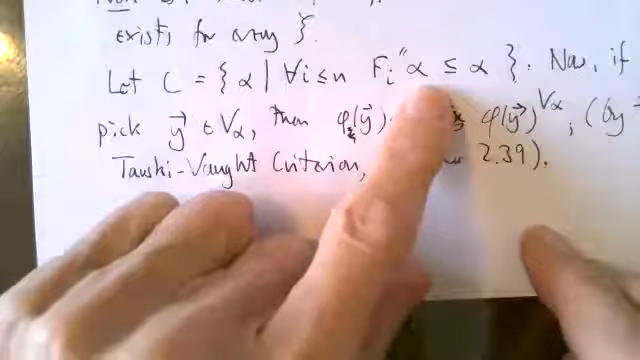 exists for any }.
Let C = { α | ∀i ≤ n Fᵢ"α ⊆ α }. Now, if
pick y⃗ ∈ Vα, then φ(y⃗) φ(y⃗)^Vα, (by
Tarski-Vaught Criterion, 2.39).